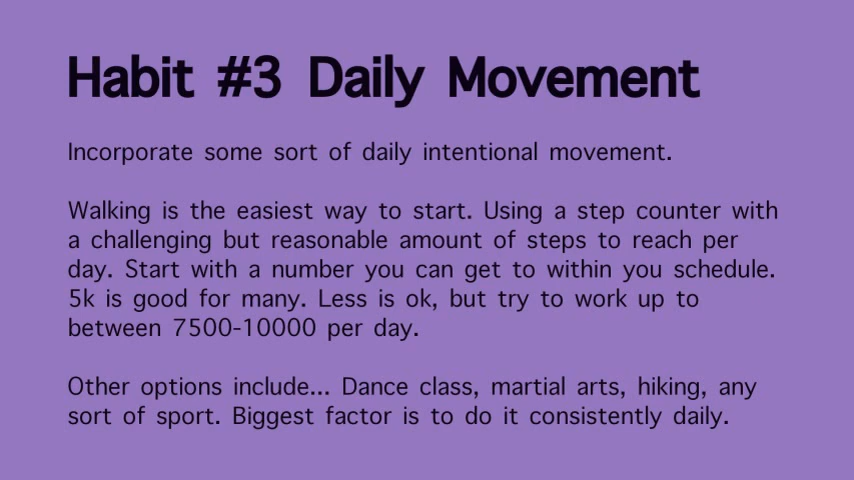 Habit #3 Daily Movement
Incorporate some sort of daily intentional movement.
Walking is the easiest way to start. Using a step counter with
a challenging but reasonable amount of steps to reach per
day. Start with a number you can get to within you schedule.
5k is good for many. Less is ok, but try to work up to
between 7500-10000 per day.
Other options include... Dance class, martial arts, hiking, any
sort of sport. Biggest factor is to do it consistently daily.